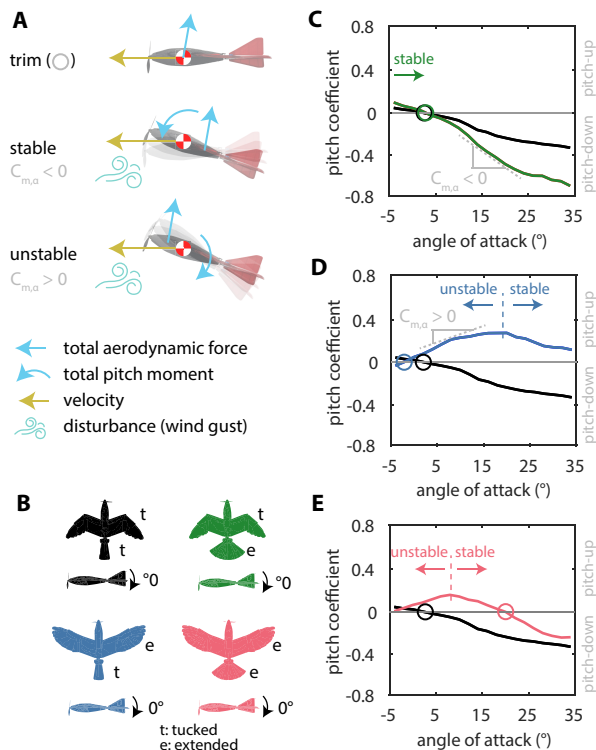 A
trim (○)
stable
C_m,α < 0
unstable
C_m,α > 0
total aerodynamic force
total pitch moment
velocity
disturbance (wind gust)
B
t
t
t
e
°0
°0
e
t
e
e
0°
0°
t: tucked
e: extended
C
pitch coefficient
0.8
0.4
0
-0.4
-0.8
stable
C_m,α < 0
pitch-up
pitch-down
-5
5
15
25
35
angle of attack (°)
D
pitch coefficient
0.8
0.4
0
-0.4
-0.8
unstable
stable
C_m,α > 0
pitch-up
pitch-down
-5
5
15
25
35
angle of attack (°)
E
pitch coefficient
0.8
0.4
0
-0.4
-0.8
unstable
stable
pitch-up
pitch-down
-5
5
15
25
35
angle of attack (°)